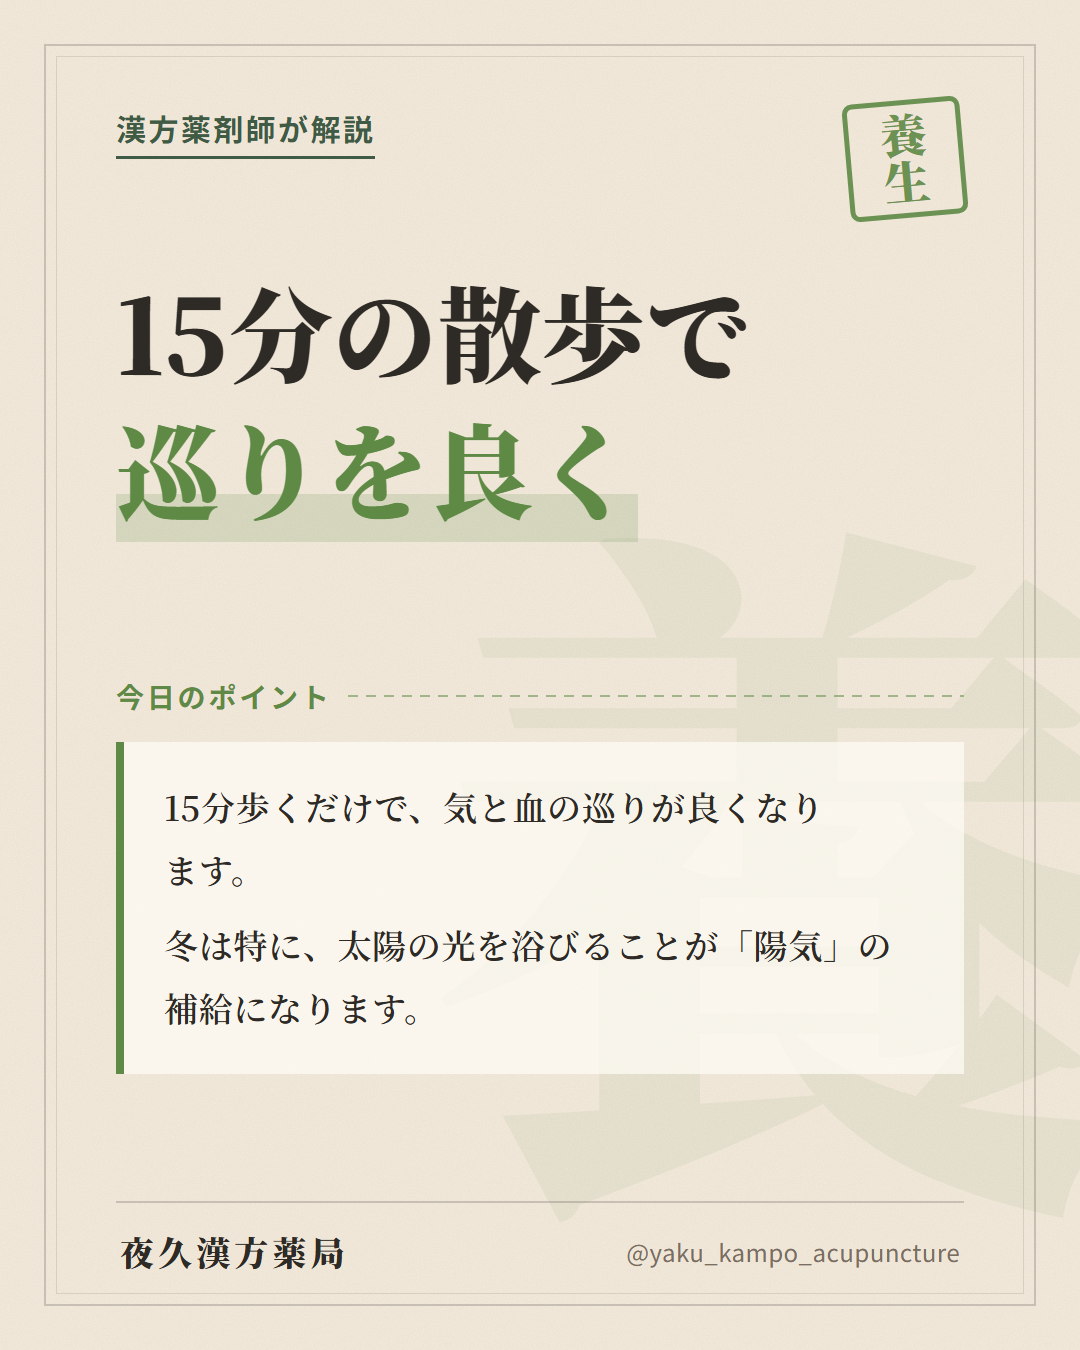 漢方薬剤師が解説
養生
15分の散歩で
巡りを良く
今日のポイント
15分歩くだけで、気と血の巡りが良くなり
ます。
冬は特に、太陽の光を浴びることが「陽気」の
補給になります。
夜久漢方薬局
@yaku_kampo_acupuncture
養